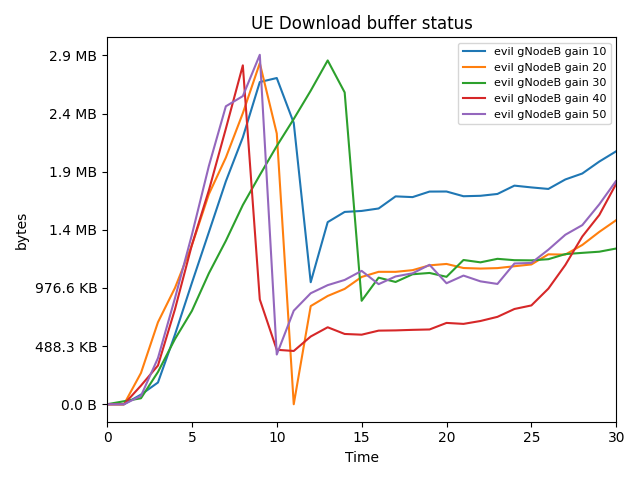 UE Download buffer status
2.9 MB
2.4 MB
1.9 MB
1.4 MB
976.6 KB
488.3 KB
0.0 B
bytes
evil gNodeB gain 10
evil gNodeB gain 20
evil gNodeB gain 30
evil gNodeB gain 40
evil gNodeB gain 50
0 5 10 15 20 25 30
Time